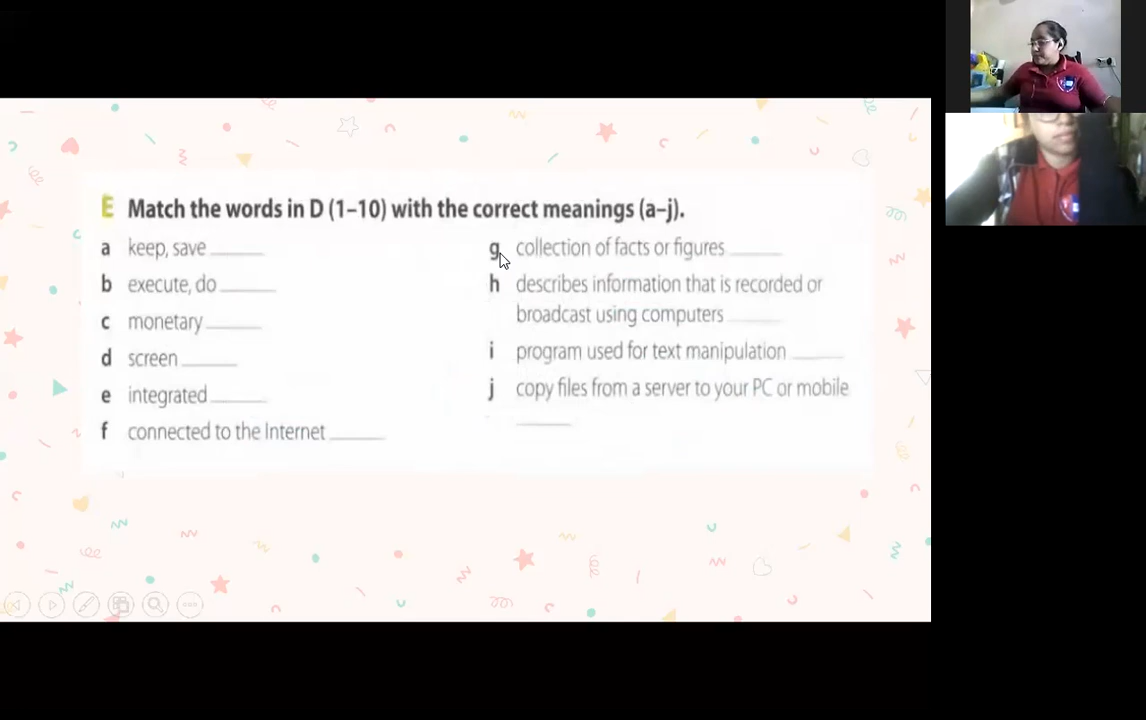 E Match the words in D (1–10) with the correct meanings (a–j).
a keep, save ______
b execute, do ______
c monetary ______
d screen ______
e integrated ______
f connected to the Internet ______
g collection of facts or figures ______
h describes information that is recorded or
broadcast using computers ______
i program used for text manipulation ______
j copy files from a server to your PC or mobile
______